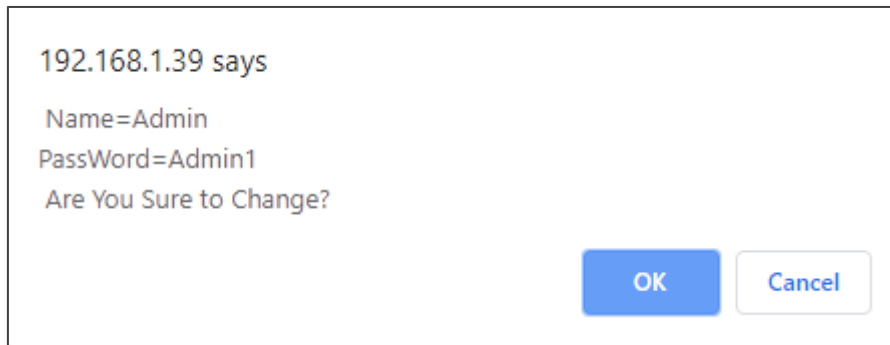 192.168.1.39 says
Name=Admin
PassWord=Admin1
Are You Sure to Change?
OK
Cancel